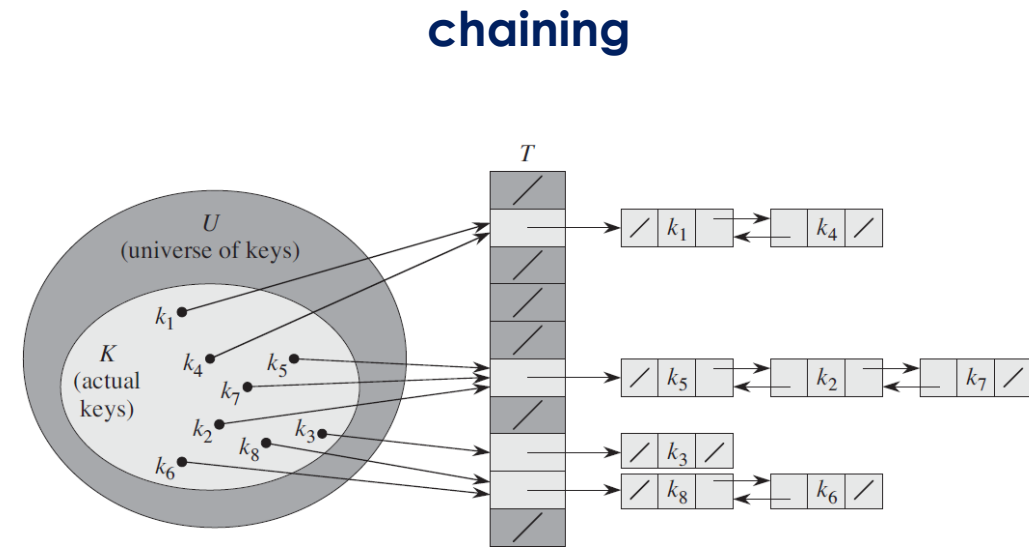 chaining
T
U
(universe of keys)
K
(actual
keys)
k1
k4
k5
k7
k2
k3
k8
k6
k1 k4
k5 k2 k7
k3
k8 k6